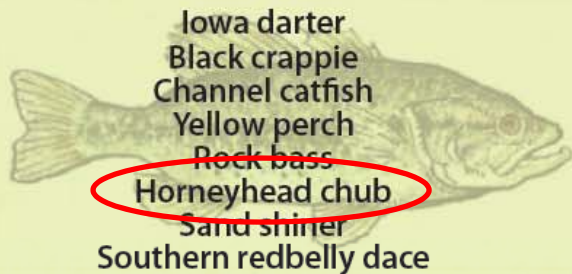 Iowa darter
Black crappie
Channel catfish
Yellow perch
Rock bass
Horneyhead chub
Sand shiner
Southern redbelly dace